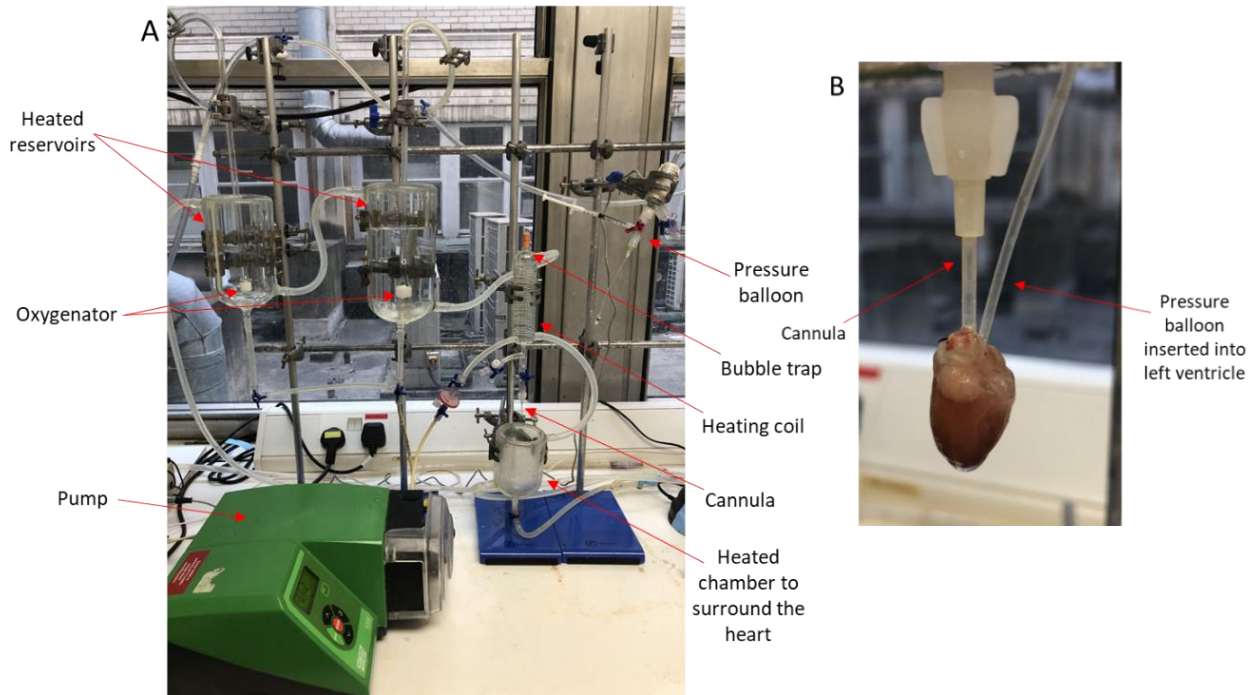 A
Heated
reservoirs
Oxygenator
Pump
Pressure
balloon
Bubble trap
Heating coil
Cannula
Heated
chamber to
surround the
heart
B
Cannula
Pressure
balloon
inserted into
left ventricle